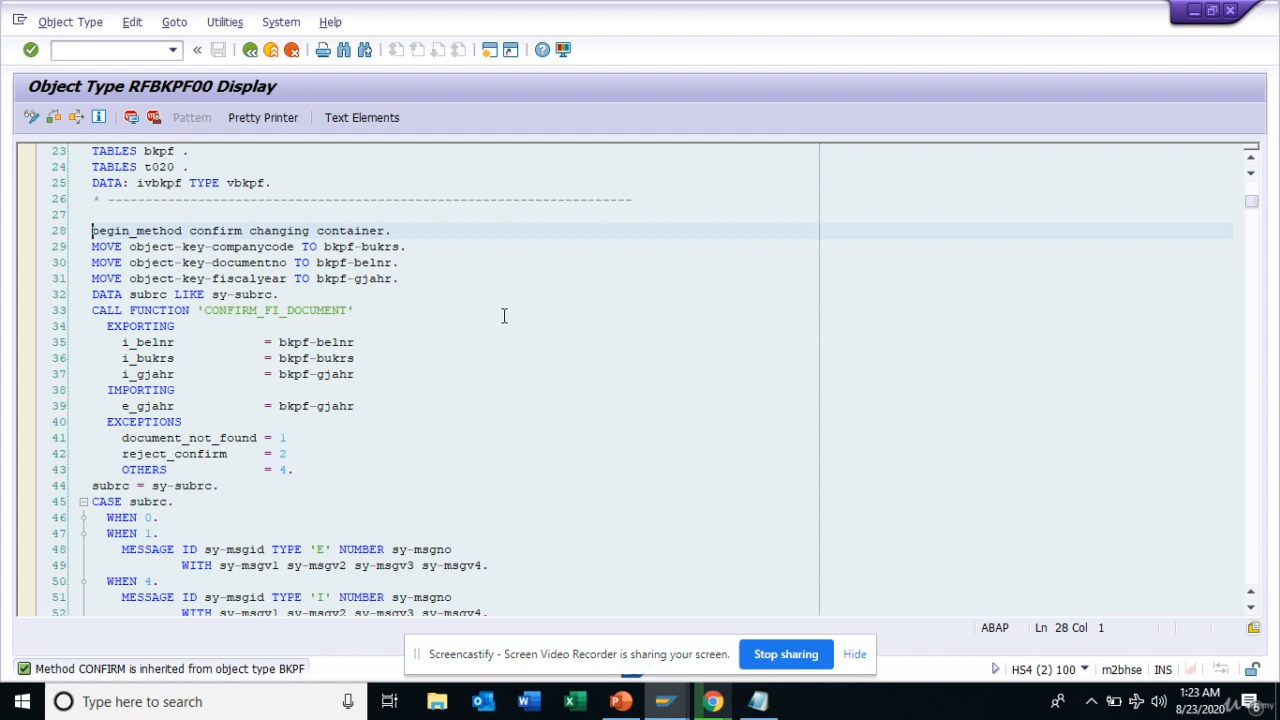 Object Type Edit Goto Utilities System Help
Object Type RFBKPF00 Display
Pattern Pretty Printer Text Elements
23 TABLES bkpf .
24 TABLES t020 .
25 DATA: ivbkpf TYPE vbkpf.
26 * ----------------------------------------------------------------------
27
28 begin_method confirm changing container.
29 MOVE object-key-companycode TO bkpf-bukrs.
30 MOVE object-key-documentno TO bkpf-belnr.
31 MOVE object-key-fiscalyear TO bkpf-gjahr.
32 DATA subrc LIKE sy-subrc.
33 CALL FUNCTION 'CONFIRM_FI_DOCUMENT'
34 EXPORTING
35 i_belnr = bkpf-belnr
36 i_bukrs = bkpf-bukrs
37 i_gjahr = bkpf-gjahr
38 IMPORTING
39 e_gjahr = bkpf-gjahr
40 EXCEPTIONS
41 document_not_found = 1
42 reject_confirm = 2
43 OTHERS = 4.
44 subrc = sy-subrc.
45 CASE subrc.
46 WHEN 0.
47 WHEN 1.
48 MESSAGE ID sy-msgid TYPE 'E' NUMBER sy-msgno
49 WITH sy-msgv1 sy-msgv2 sy-msgv3 sy-msgv4.
50 WHEN 4.
51 MESSAGE ID sy-msgid TYPE 'I' NUMBER sy-msgno
52 WITH sy-msgv1 sy-msgv2 sy-msgv3 sy-msgv4.
ABAP Ln 28 Col 1
Screencastify - Screen Video Recorder is sharing your screen. Stop sharing Hide
Method CONFIRM is inherited from object type BKPF
HS4 (2) 100 m2bhse INS
Type here to search
1:23 AM
8/23/2020